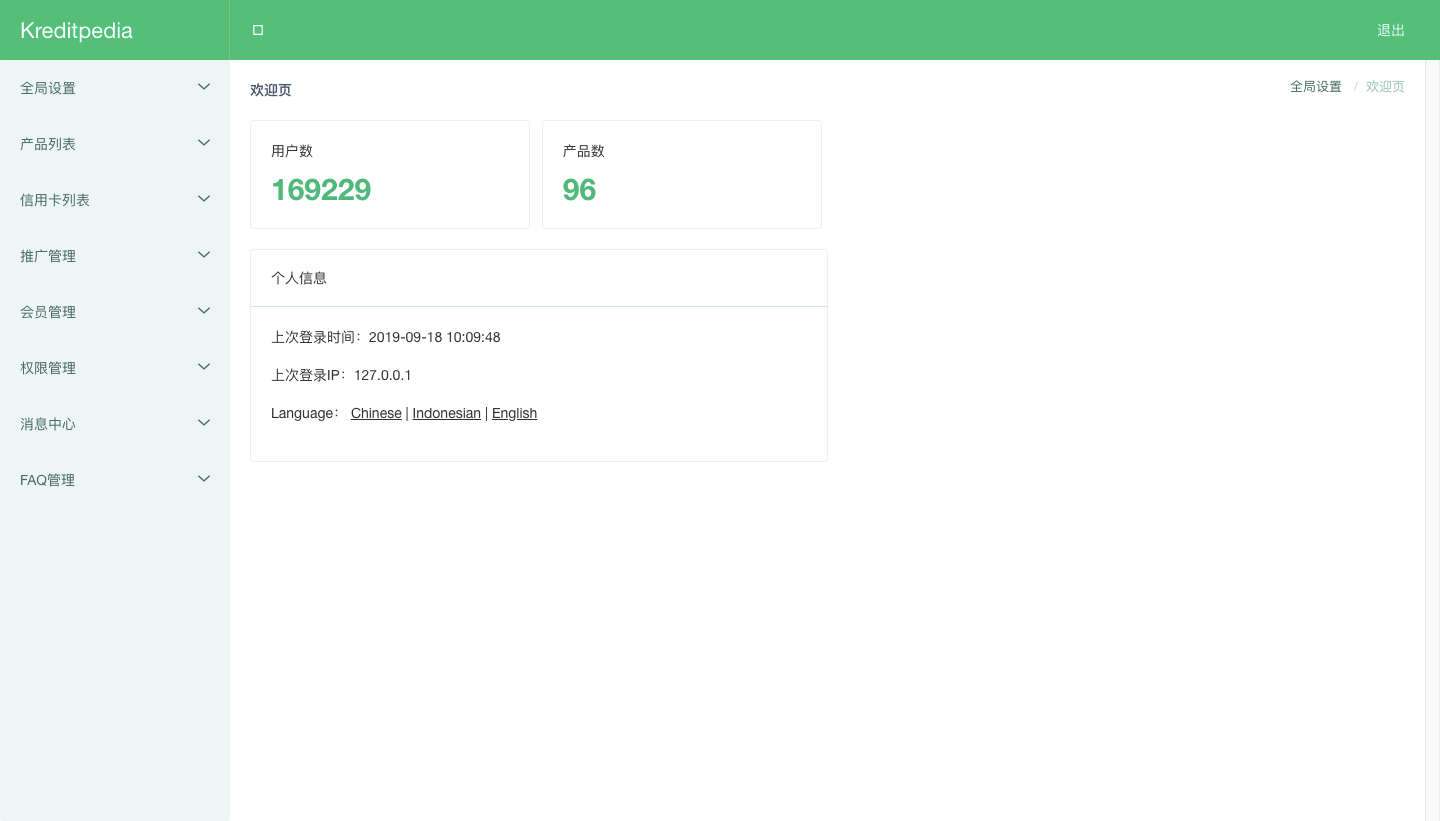 Kreditpedia
退出
全局设置
产品列表
信用卡列表
推广管理
会员管理
权限管理
消息中心
FAQ管理
欢迎页
全局设置 / 欢迎页
用户数
169229
产品数
96
个人信息
上次登录时间：2019-09-18 10:09:48
上次登录IP：127.0.0.1
Language： Chinese | Indonesian | English